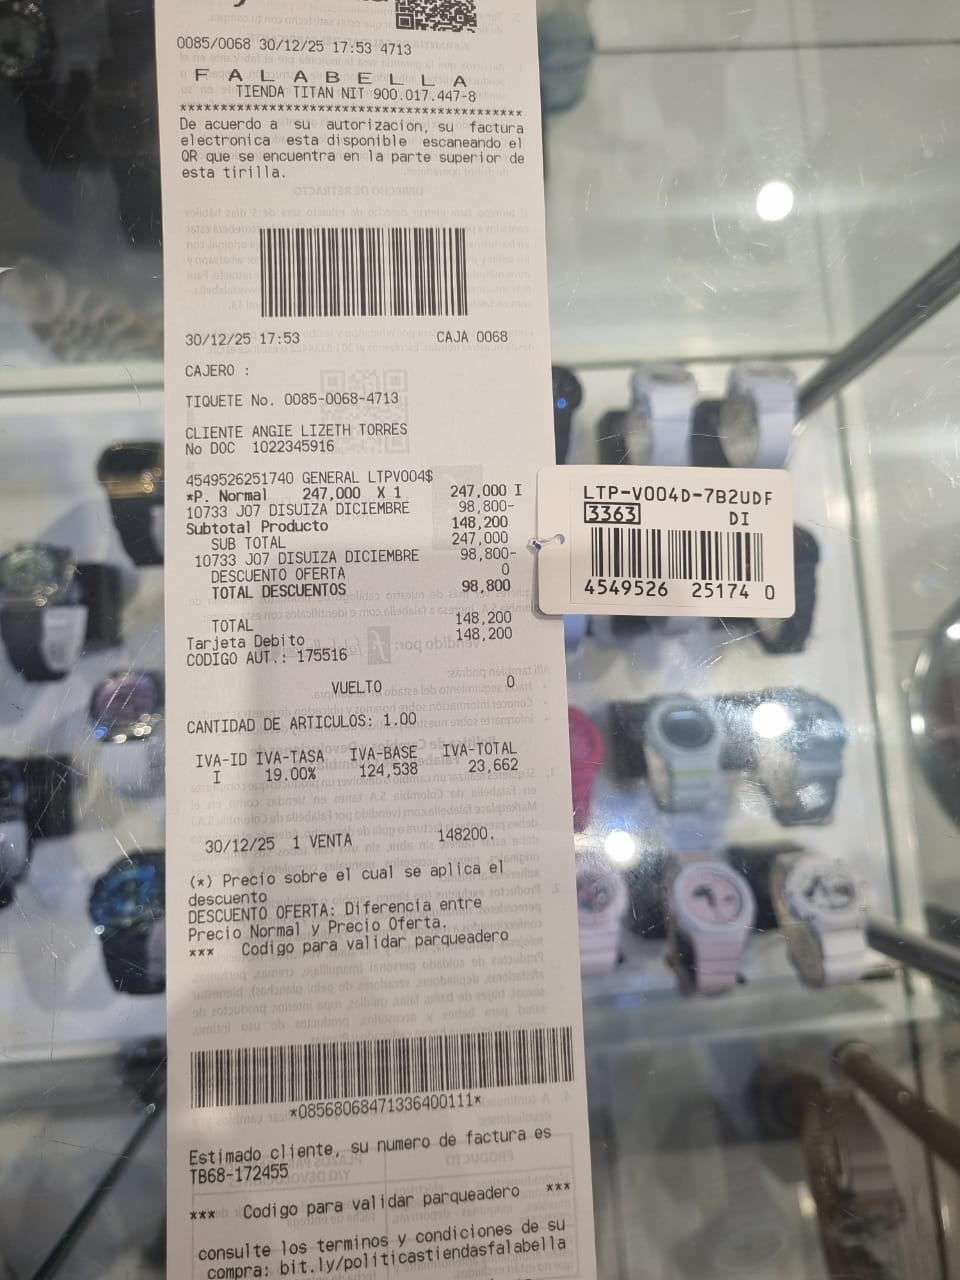 0085/0068 30/12/25 17:53 4713
FALABELLA
TIENDA TITAN NIT 900.017.447-8
****************************************
De acuerdo a su autorizacion, su factura
electronica esta disponible escaneando el
QR que se encuentra en la parte superior de
esta tirilla.
30/12/25 17:53 CAJA 0068
CAJERO :
TIQUETE No. 0085-0068-4713
CLIENTE ANGIE LIZETH TORRES
No DOC 1022345916
4549526251740 GENERAL LTPV004$
*P. Normal 247,000 X 1 247,000 I
10733 J07 DISUIZA DICIEMBRE 98,800-
Subtotal Producto 148,200
SUB TOTAL 247,000
10733 J07 DISUIZA DICIEMBRE 98,800-
DESCUENTO OFERTA 0
TOTAL DESCUENTOS 98,800
TOTAL 148,200
Tarjeta Debito 148,200
CODIGO AUT.: 175516
VUELTO 0
CANTIDAD DE ARTICULOS: 1.00
IVA-ID IVA-TASA IVA-BASE IVA-TOTAL
I 19.00% 124,538 23,662
30/12/25 1 VENTA 148200.
(*) Precio sobre el cual se aplica el
descuento
DESCUENTO OFERTA: Diferencia entre
Precio Normal y Precio Oferta.
*** Codigo para validar parqueadero
*08568068471336400111*
Estimado cliente, su numero de factura es
TB68-172455
*** Codigo para validar parqueadero ***
consulte los terminos y condiciones de su
compra: bit.ly/politicastiendasfalabella
LTP-V004D-7B2UDF
3363 DI
4549526 25174 0